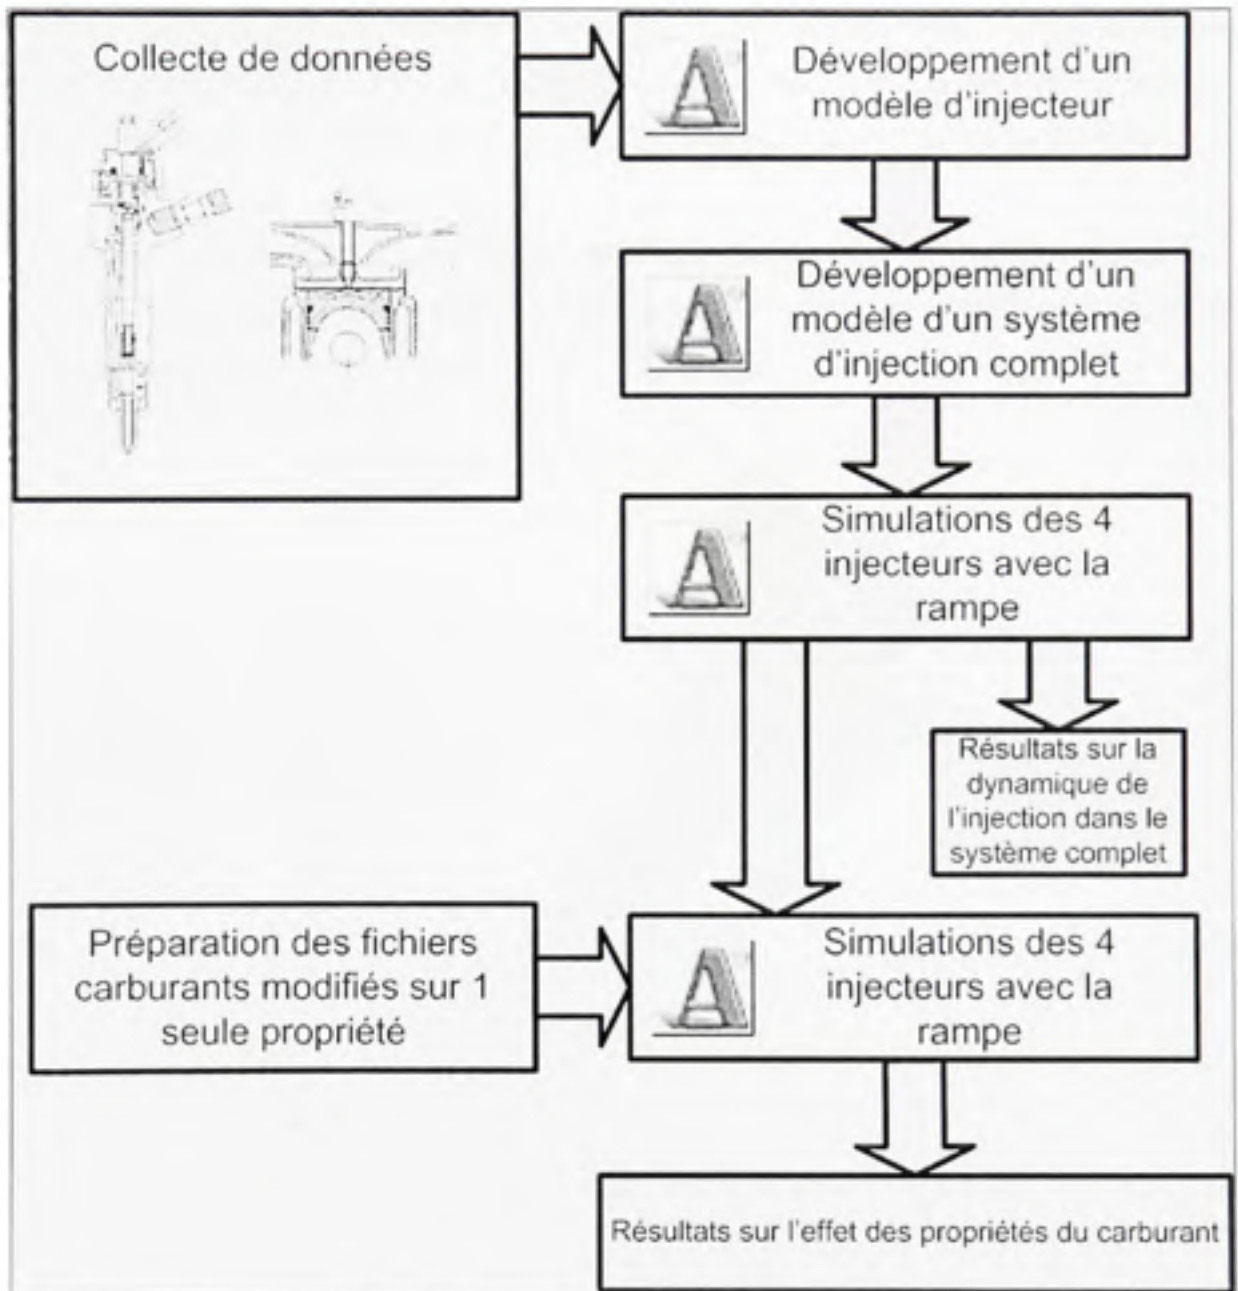 Collecte de données
Développement d'un
modèle d'injecteur
Développement d'un
modèle d'un système
d'injection complet
Simulations des 4
injecteurs avec la
rampe
Résultats sur la
dynamique de
l'injection dans le
système complet
Préparation des fichiers
carburants modifiés sur 1
seule propriété
Simulations des 4
injecteurs avec la
rampe
Résultats sur l'effet des propriétés du carburant